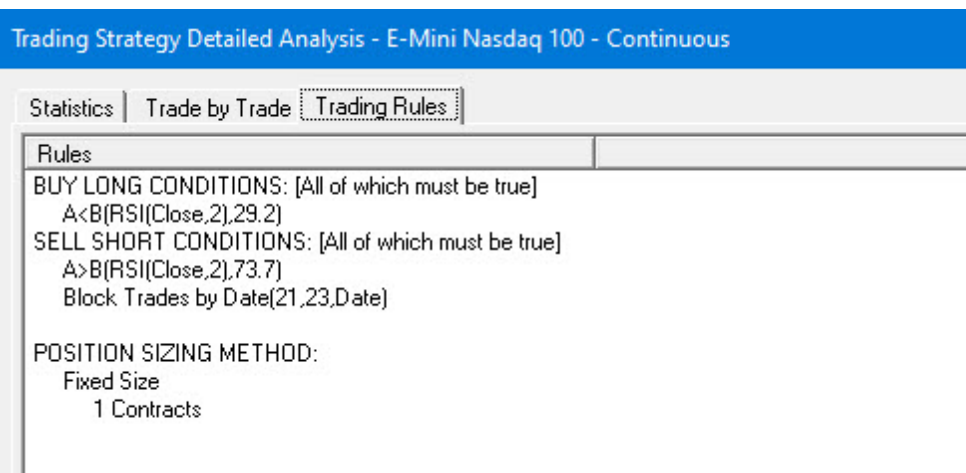 Trading Strategy Detailed Analysis - E-Mini Nasdaq 100 - Continuous
Statistics Trade by Trade Trading Rules
Rules
BUY LONG CONDITIONS: [All of which must be true]
A<B(RSI(Close,2),29.2)
SELL SHORT CONDITIONS: [All of which must be true]
A>B(RSI(Close,2),73.7)
Block Trades by Date(21,23,Date)
POSITION SIZING METHOD:
Fixed Size
1 Contracts